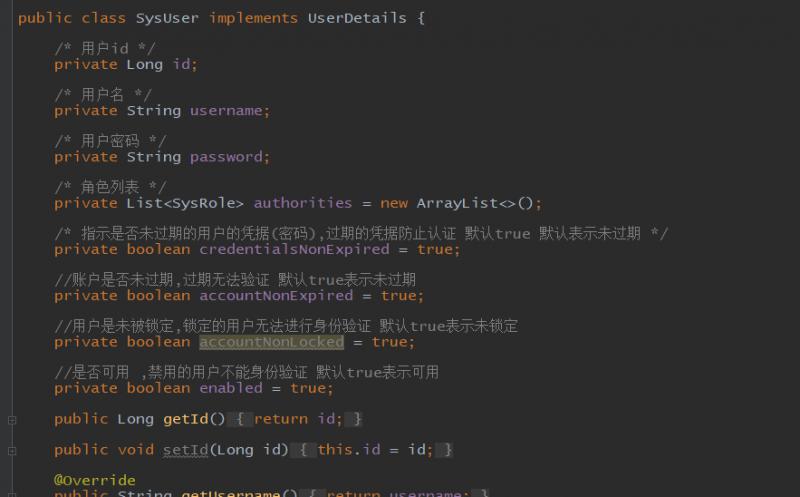 public class SysUser implements UserDetails {
/* 用户id */
private Long id;
/* 用户名 */
private String username;
/* 用户密码 */
private String password;
/* 角色列表 */
private List<SysRole> authorities = new ArrayList<>();
/* 指示是否未过期的用户的凭据(密码),过期的凭据防止认证 默认true 默认表示未过期 */
private boolean credentialsNonExpired = true;
//账户是否未过期,过期无法验证 默认true表示未过期
private boolean accountNonExpired = true;
//用户是未被锁定,锁定的用户无法进行身份验证 默认true表示未锁定
private boolean accountNonLocked = true;
//是否可用 ,禁用的用户不能身份验证 默认true表示可用
private boolean enabled = true;
public Long getId() { return id; }
public void setId(Long id) { this.id = id; }
@Override
public String getUsername() { return username; }